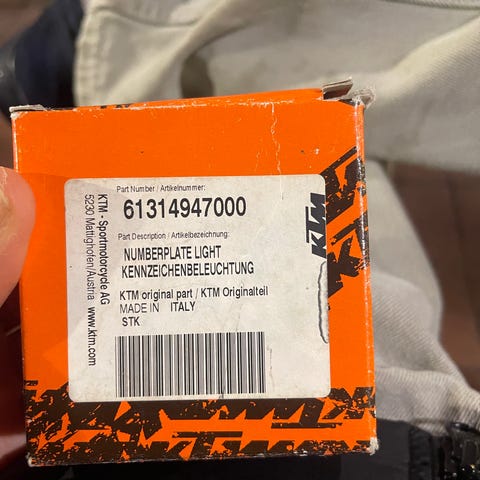 Part Number / Artikelnummer:
61314947000
Part Description / Artikelbezeichnung:
NUMBERPLATE LIGHT
KENNZEICHENBELEUCHTUNG
KTM original part / KTM Originalteil
MADE IN ITALY
STK
KTM - Sportmotorcycle AG
5230 Mattighofen/Austria www.ktm.com
KTM